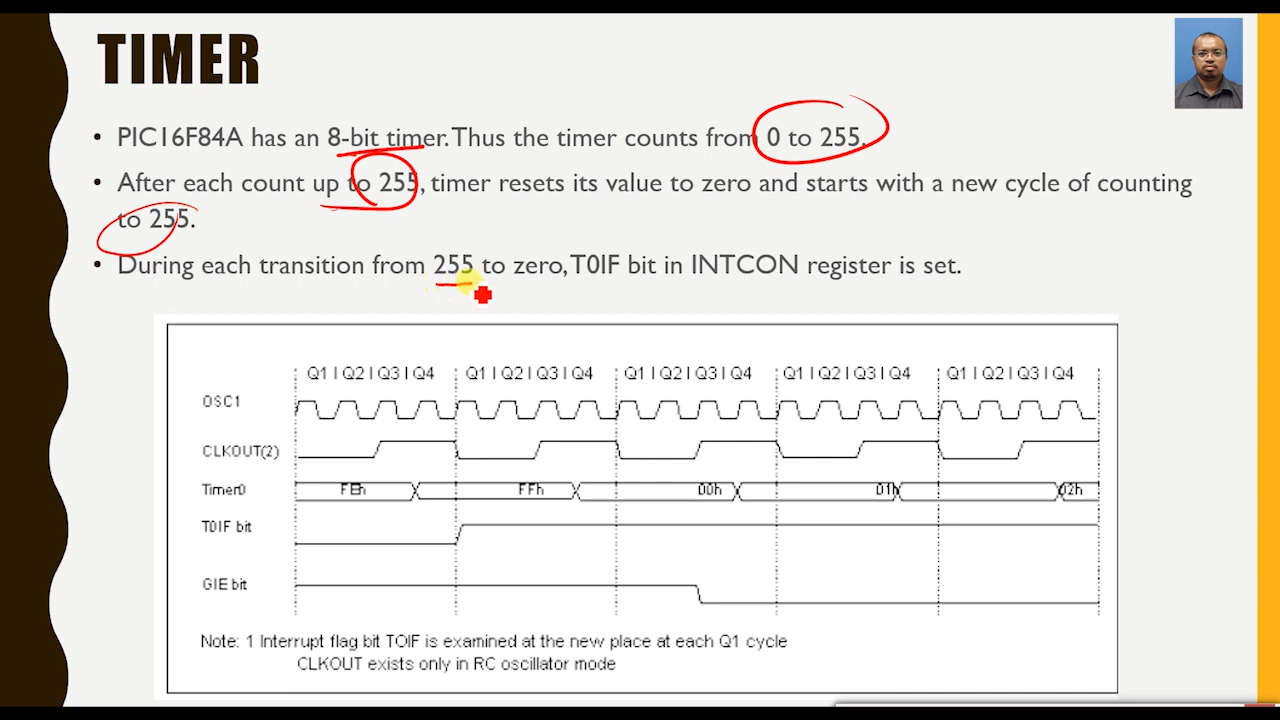 TIMER
• PIC16F84A has an 8-bit timer. Thus the timer counts from 0 to 255.
• After each count up to 255, timer resets its value to zero and starts with a new cycle of counting
to 255.
• During each transition from 255 to zero, T0IF bit in INTCON register is set.
Q1 | Q2 | Q3 | Q4 Q1 | Q2 | Q3 | Q4 Q1 | Q2 | Q3 | Q4 Q1 | Q2 | Q3 | Q4 Q1 | Q2 | Q3 | Q4
OSC1
CLKOUT(2)
Timer0 FEh FFh 00h 01h 02h
T0IF bit
GIE bit
Note: 1 Interrupt flag bit TOIF is examined at the new place at each Q1 cycle
CLKOUT exists only in RC oscillator mode